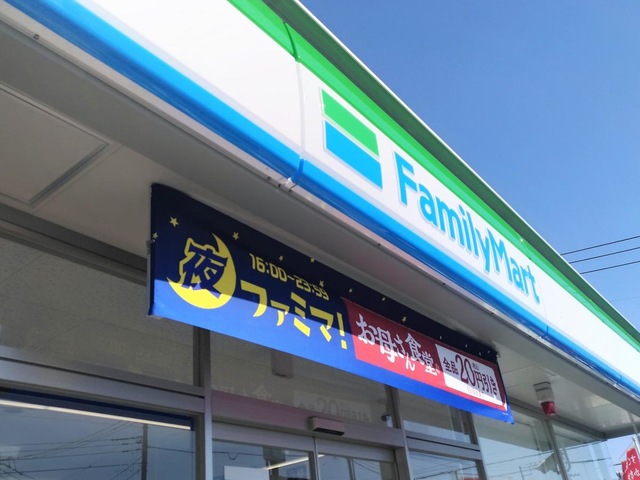 FamilyMart
夜
16:00-23:59
ファミマ!
お母さん食堂
全品20円引き